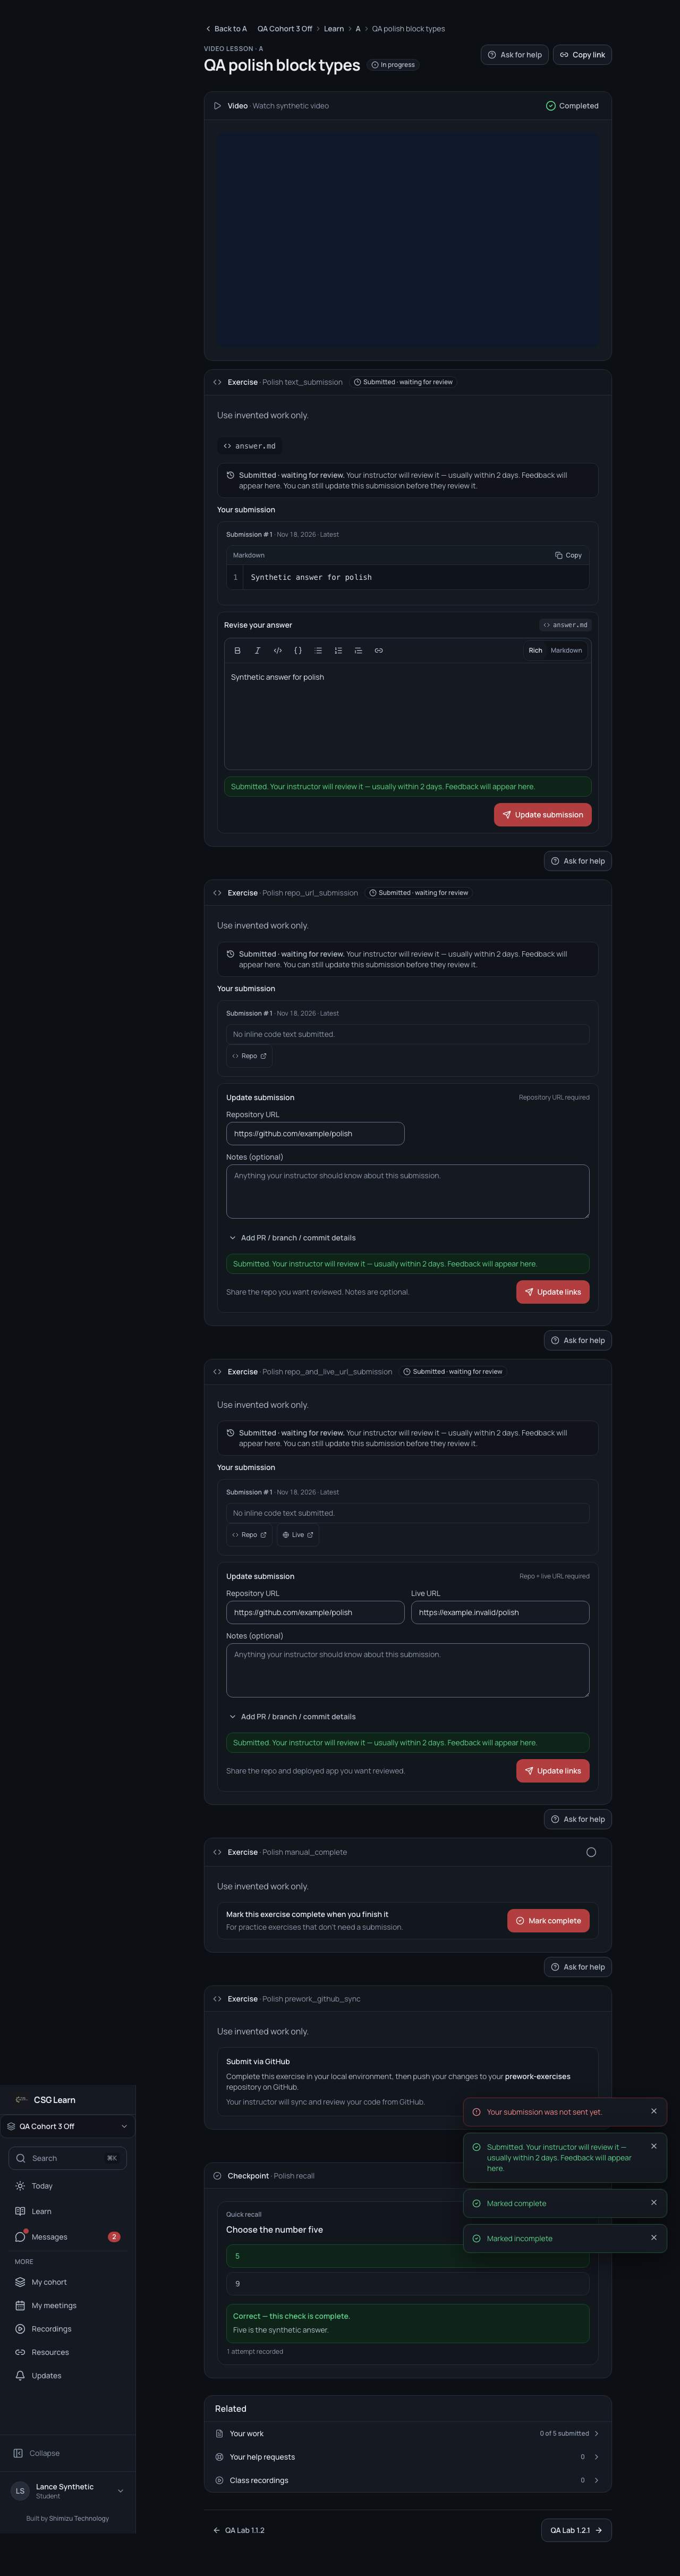 Back to A
QA Cohort 3 Off > Learn > A > QA polish block types
VIDEO LESSON · A
QA polish block types
In progress
Ask for help
Copy link
Video · Watch synthetic video
Completed
Exercise · Polish text_submission
Submitted · waiting for review
Use invented work only.
answer.md
Submitted · waiting for review. Your instructor will review it — usually within 2 days. Feedback will
appear here. You can still update this submission before they review it.
Your submission
Submission #1 · Nov 18, 2026 · Latest
Markdown
Copy
1 Synthetic answer for polish
Revise your answer
answer.md
Rich
Markdown
Synthetic answer for polish
Submitted. Your instructor will review it — usually within 2 days. Feedback will appear here.
Update submission
Ask for help
Exercise · Polish repo_url_submission
Submitted · waiting for review
Use invented work only.
Submitted · waiting for review. Your instructor will review it — usually within 2 days. Feedback will
appear here. You can still update this submission before they review it.
Your submission
Submission #1 · Nov 18, 2026 · Latest
No inline code text submitted.
Repo
Update submission
Repository URL required
Repository URL
https://github.com/example/polish
Notes (optional)
Anything your instructor should know about this submission.
Add PR / branch / commit details
Submitted. Your instructor will review it — usually within 2 days. Feedback will appear here.
Share the repo you want reviewed. Notes are optional.
Update links
Ask for help
Exercise · Polish repo_and_live_url_submission
Submitted · waiting for review
Use invented work only.
Submitted · waiting for review. Your instructor will review it — usually within 2 days. Feedback will
appear here. You can still update this submission before they review it.
Your submission
Submission #1 · Nov 18, 2026 · Latest
No inline code text submitted.
Repo
Live
Update submission
Repo + live URL required
Repository URL
Live URL
https://github.com/example/polish
https://example.invalid/polish
Notes (optional)
Anything your instructor should know about this submission.
Add PR / branch / commit details
Submitted. Your instructor will review it — usually within 2 days. Feedback will appear here.
Share the repo and deployed app you want reviewed.
Update links
Ask for help
Exercise · Polish manual_complete
Use invented work only.
Mark this exercise complete when you finish it
For practice exercises that don't need a submission.
Mark complete
Ask for help
Exercise · Polish prework_github_sync
Use invented work only.
Submit via GitHub
Complete this exercise in your local environment, then push your changes to your prework-exercises
repository on GitHub.
Your instructor will sync and review your code from GitHub.
Checkpoint · Polish recall
Quick recall
Choose the number five
5
9
Correct — this check is complete.
Five is the synthetic answer.
1 attempt recorded
Related
Your work
0 of 5 submitted
Your help requests
0
Class recordings
0
QA Lab 1.1.2
QA Lab 1.2.1
CSG Learn
QA Cohort 3 Off
Search
⌘K
Today
Learn
Messages
2
MORE
My cohort
My meetings
Recordings
Resources
Updates
Collapse
LS
Lance Synthetic
Student
Built by Shimizu Technology
Your submission was not sent yet.
Submitted. Your instructor will review it —
usually within 2 days. Feedback will appear
here.
Marked complete
Marked incomplete